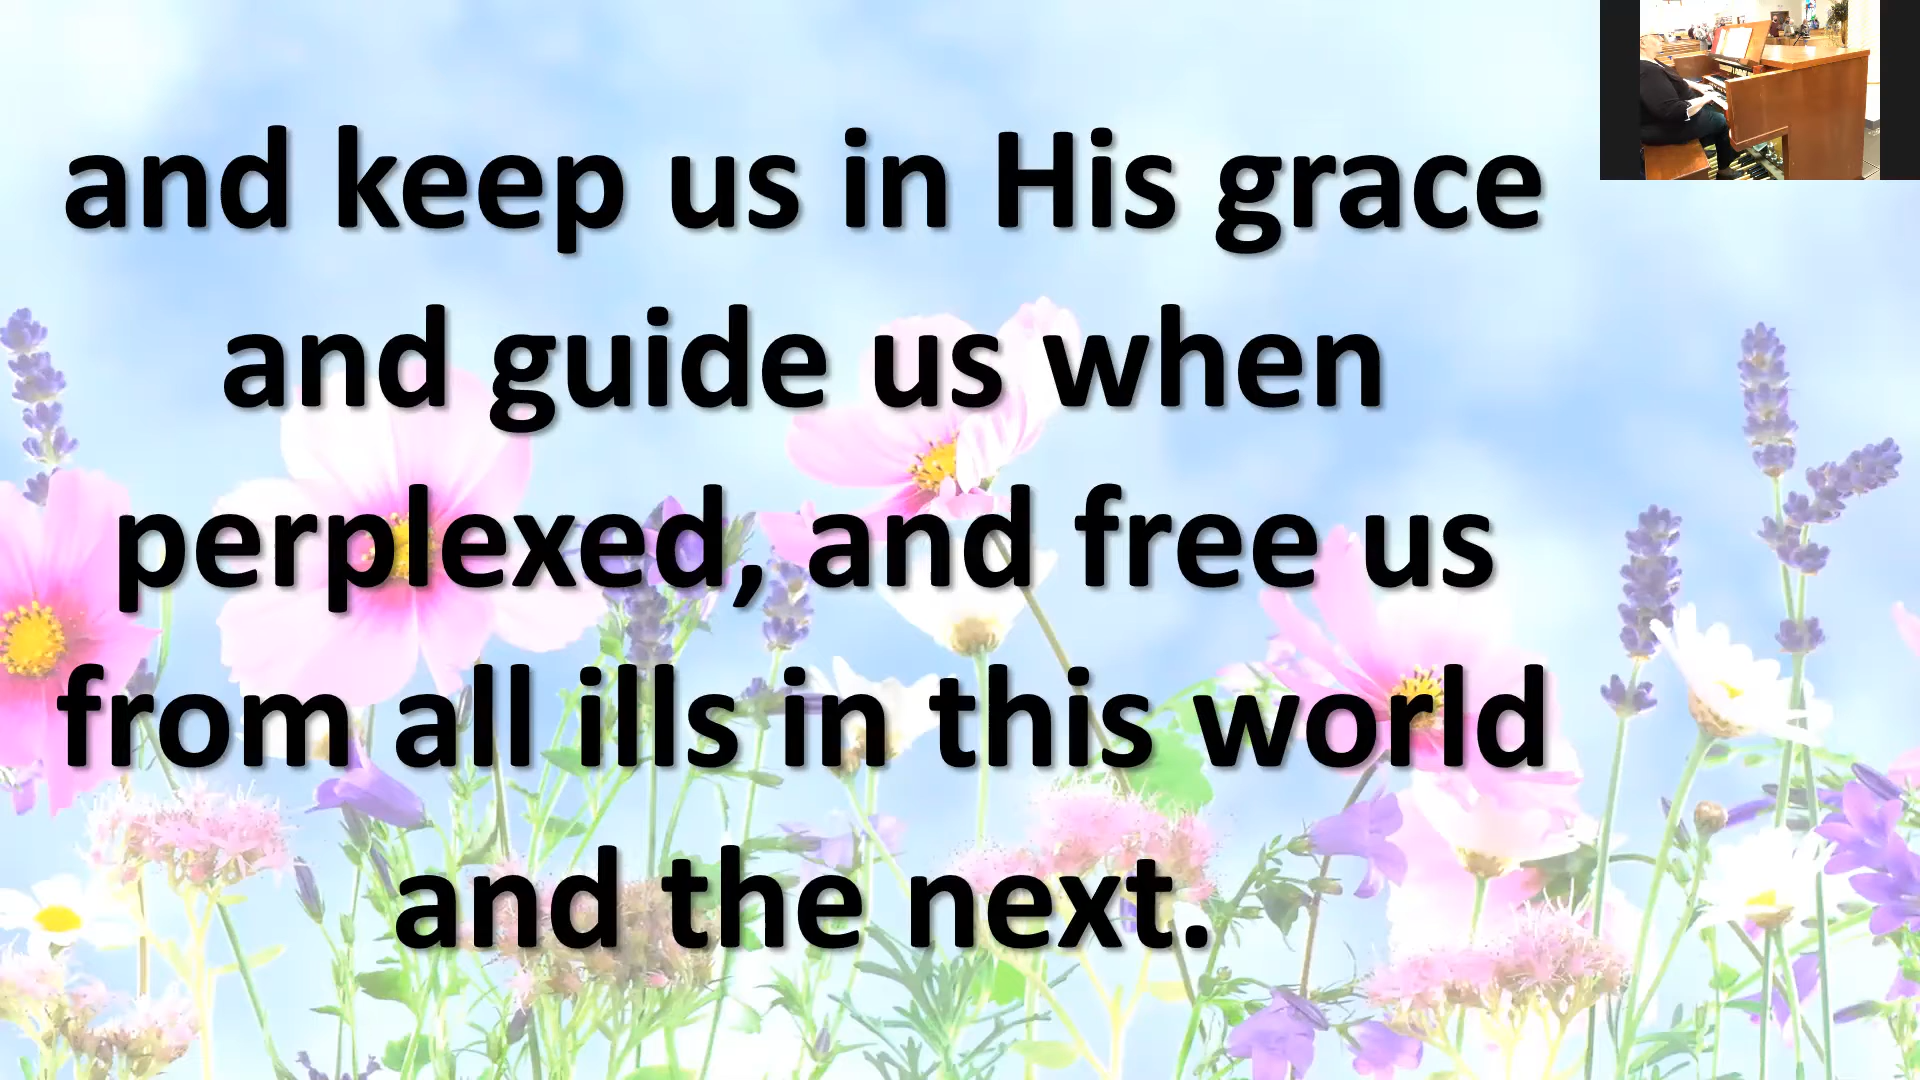 and keep us in His grace
and guide us when
perplexed, and free us
from all ills in this world
and the next.